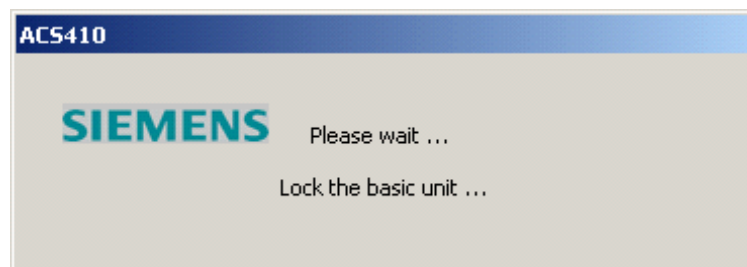 ACS410
SIEMENS
Please wait ...
Lock the basic unit ...